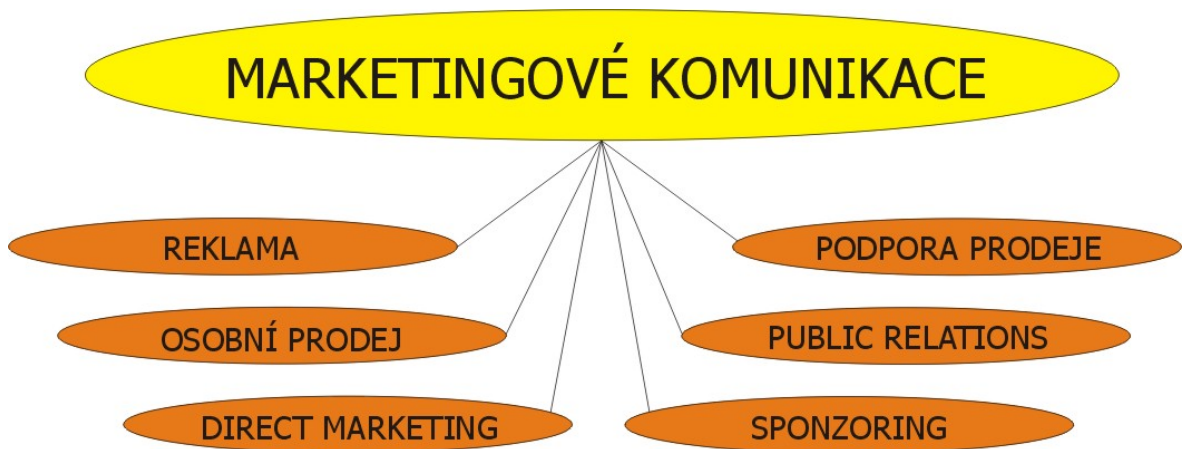 MARKETINGOVÉ KOMUNIKACE
REKLAMA
PODPORA PRODEJE
OSOBNÍ PRODEJ
PUBLIC RELATIONS
DIRECT MARKETING
SPONZORING